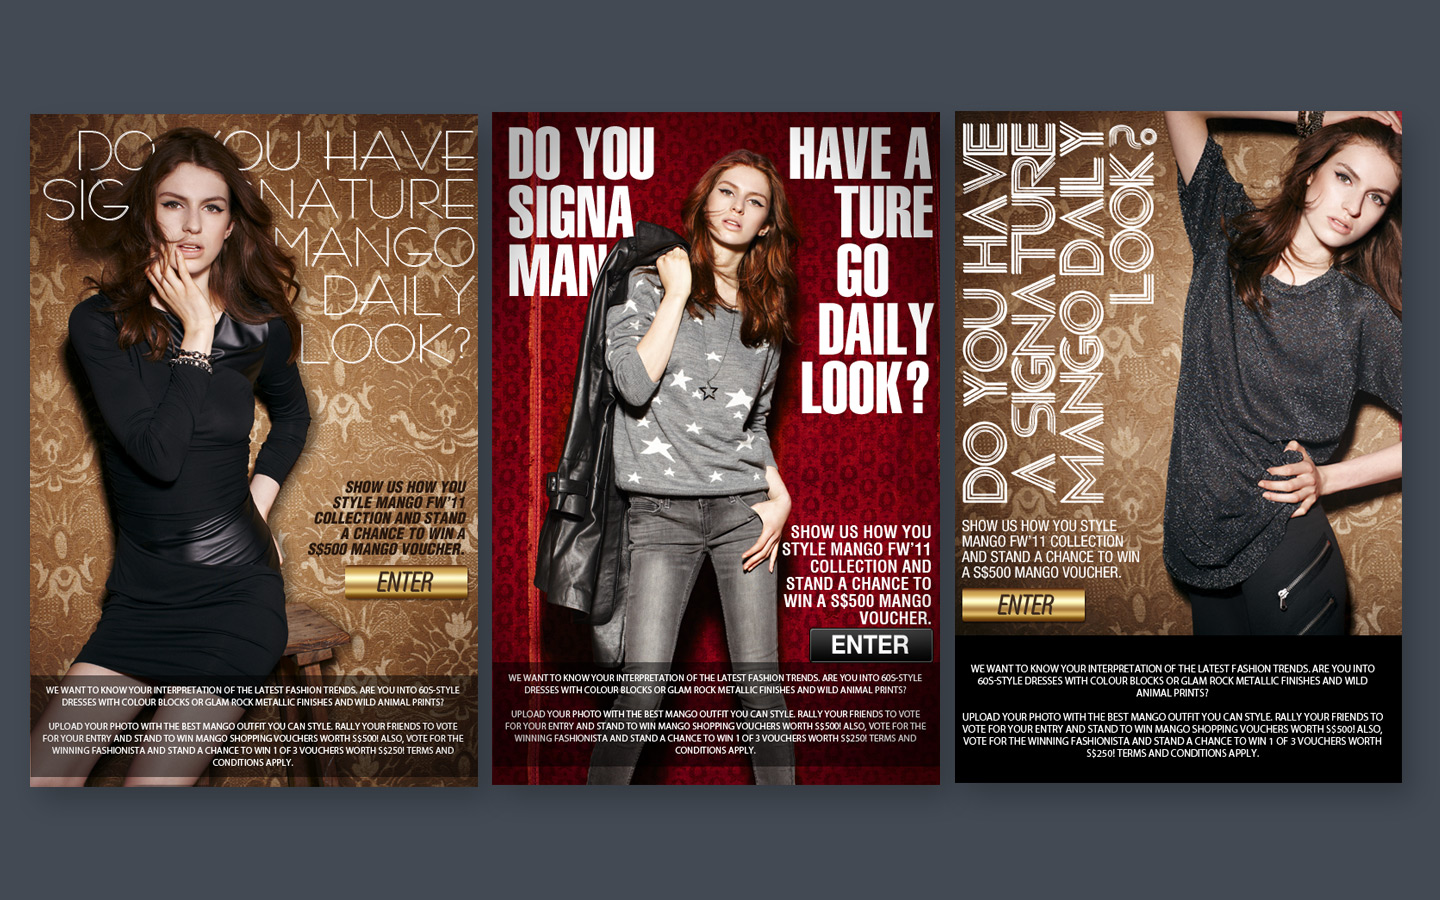 DO YOU HAVE
SIGNATURE
MANGO
DAILY
LOOK?
SHOW US HOW YOU
STYLE MANGO FW'11
COLLECTION AND STAND
A CHANCE TO WIN A
S$500 MANGO VOUCHER.
ENTER
WE WANT TO KNOW YOUR INTERPRETATION OF THE LATEST FASHION TRENDS. ARE YOU INTO 60S-STYLE
DRESSES WITH COLOUR BLOCKS OR GLAM ROCK METALLIC FINISHES AND WILD ANIMAL PRINTS?
UPLOAD YOUR PHOTO WITH THE BEST MANGO OUTFIT YOU CAN STYLE. RALLY YOUR FRIENDS TO VOTE
FOR YOUR ENTRY AND STAND TO WIN MANGO SHOPPING VOUCHERS WORTH S$500! ALSO, VOTE FOR THE
WINNING FASHIONISTA AND STAND A CHANCE TO WIN 1 OF 3 VOUCHERS WORTH S$250! TERMS AND
CONDITIONS APPLY.
DO YOU HAVE A
SIGNATURE
MANGO
DAILY
LOOK?
SHOW US HOW YOU
STYLE MANGO FW'11
COLLECTION AND
STAND A CHANCE TO
WIN A S$500 MANGO
VOUCHER.
ENTER
WE WANT TO KNOW YOUR INTERPRETATION OF THE LATEST FASHION TRENDS. ARE YOU INTO 60S-STYLE
DRESSES WITH COLOUR BLOCKS OR GLAM ROCK METALLIC FINISHES AND WILD ANIMAL PRINTS?
UPLOAD YOUR PHOTO WITH THE BEST MANGO OUTFIT YOU CAN STYLE. RALLY YOUR FRIENDS TO VOTE
FOR YOUR ENTRY AND STAND TO WIN MANGO SHOPPING VOUCHERS WORTH S$500! ALSO, VOTE FOR THE
WINNING FASHIONISTA AND STAND A CHANCE TO WIN 1 OF 3 VOUCHERS WORTH S$250! TERMS AND
CONDITIONS APPLY.
DO YOU HAVE
A SIGNATURE
MANGO DAILY
LOOK?
SHOW US HOW YOU STYLE
MANGO FW'11 COLLECTION
AND STAND A CHANCE TO WIN
A S$500 MANGO VOUCHER.
ENTER
WE WANT TO KNOW YOUR INTERPRETATION OF THE LATEST FASHION TRENDS. ARE YOU INTO
60S-STYLE DRESSES WITH COLOUR BLOCKS OR GLAM ROCK METALLIC FINISHES AND WILD
ANIMAL PRINTS?
UPLOAD YOUR PHOTO WITH THE BEST MANGO OUTFIT YOU CAN STYLE. RALLY YOUR FRIENDS TO
VOTE FOR YOUR ENTRY AND STAND TO WIN MANGO SHOPPING VOUCHERS WORTH S$500! ALSO,
VOTE FOR THE WINNING FASHIONISTA AND STAND A CHANCE TO WIN 1 OF 3 VOUCHERS WORTH
S$250! TERMS AND CONDITIONS APPLY.